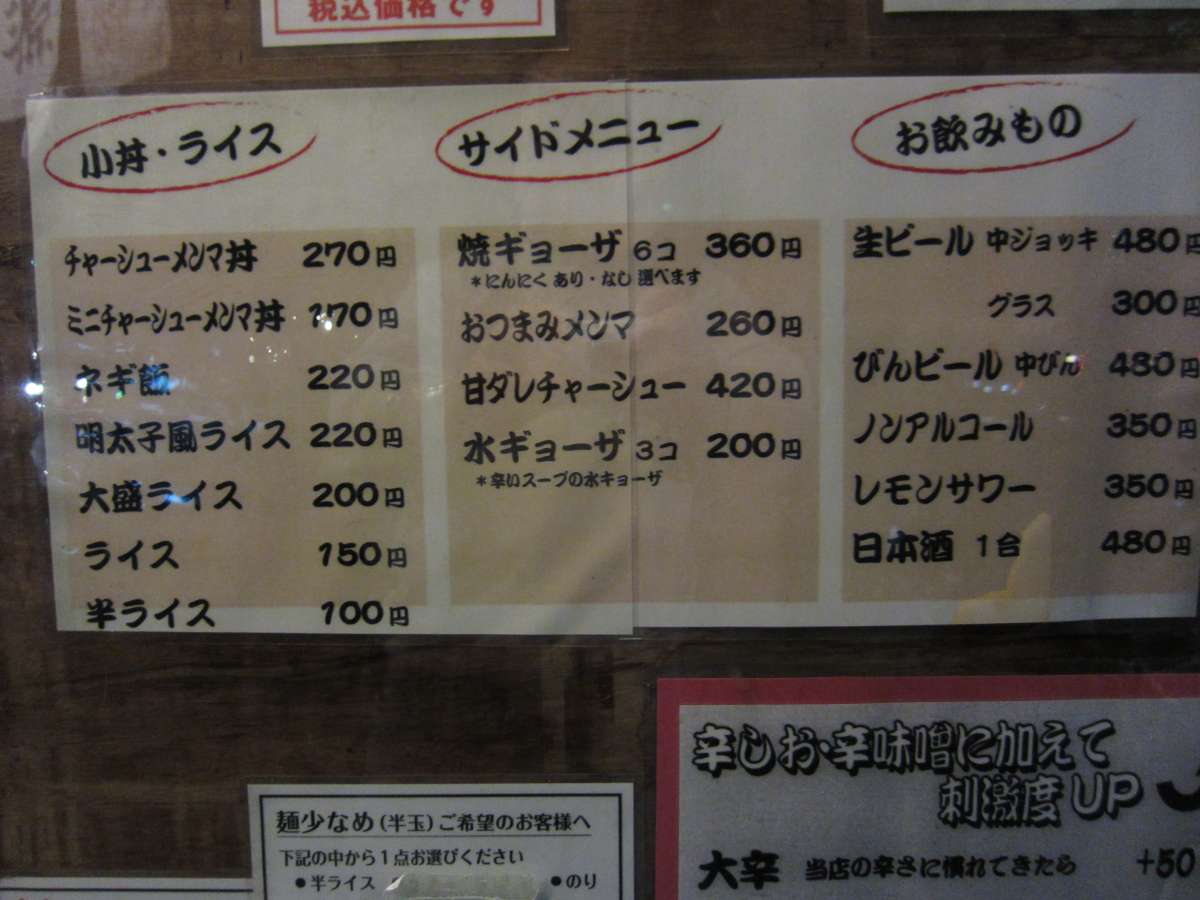 税込価格です
小丼・ライス
チャーシューメンマ丼 270円
ミニチャーシューメンマ丼 170円
ネギ飯 220円
明太子風ライス 220円
大盛ライス 200円
ライス 150円
半ライス 100円
サイドメニュー
焼ギョーザ 6コ 360円
＊にんにく あり・なし 選べます
おつまみメンマ 260円
甘ダレチャーシュー 420円
水ギョーザ 3コ 200円
＊辛いスープの水ギョーザ
お飲みもの
生ビール 中ジョッキ 480円
グラス 300円
びんビール 中びん 480円
ノンアルコール 350円
レモンサワー 350円
日本酒 1合 480円
麺少なめ(半玉)ご希望のお客様へ
下記の中から1点お選びください
●半ライス ●のり
辛しお・辛味噌に加えて
刺激度UP
大辛 当店の辛さに慣れてきたら +50